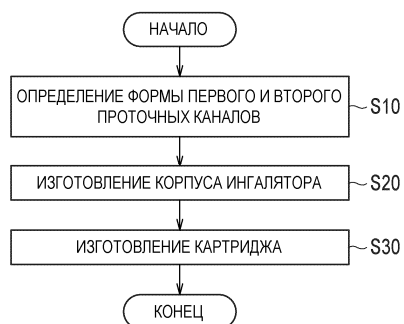 НАЧАЛО
ОПРЕДЕЛЕНИЕ ФОРМЫ ПЕРВОГО И ВТОРОГО
ПРОТОЧНЫХ КАНАЛОВ
S10
ИЗГОТОВЛЕНИЕ КОРПУСА ИНГАЛЯТОРА
S20
ИЗГОТОВЛЕНИЕ КАРТРИДЖА
S30
КОНЕЦ